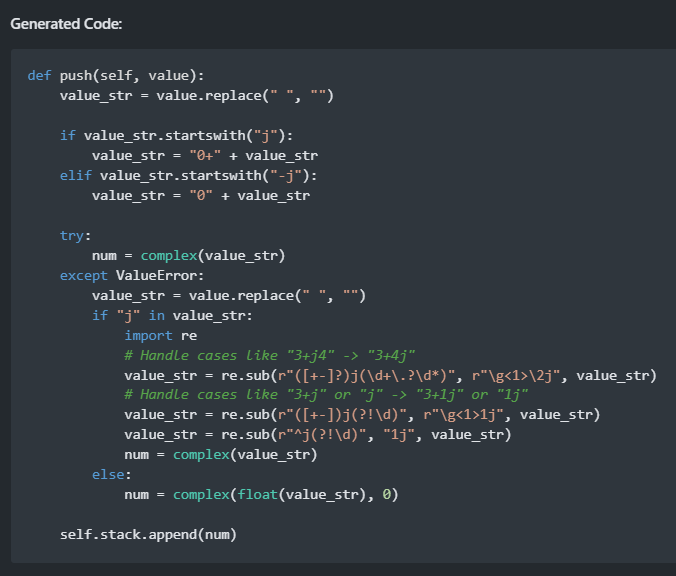 Generated Code:
def push(self, value):
    value_str = value.replace(" ", "")

    if value_str.startswith("j"):
        value_str = "0+" + value_str
    elif value_str.startswith("-j"):
        value_str = "0" + value_str

    try:
        num = complex(value_str)
    except ValueError:
        value_str = value.replace(" ", "")
        if "j" in value_str:
            import re
            # Handle cases like "3+j4" -> "3+4j"
            value_str = re.sub(r"([+-]?)j(\d+\.?\d*)", r"\g<1>\2j", value_str)
            # Handle cases like "3+j" or "j" -> "3+1j" or "1j"
            value_str = re.sub(r"([+-])j(?!\d)", r"\g<1>1j", value_str)
            value_str = re.sub(r"^j(?!\d)", "1j", value_str)
            num = complex(value_str)
        else:
            num = complex(float(value_str), 0)

    self.stack.append(num)